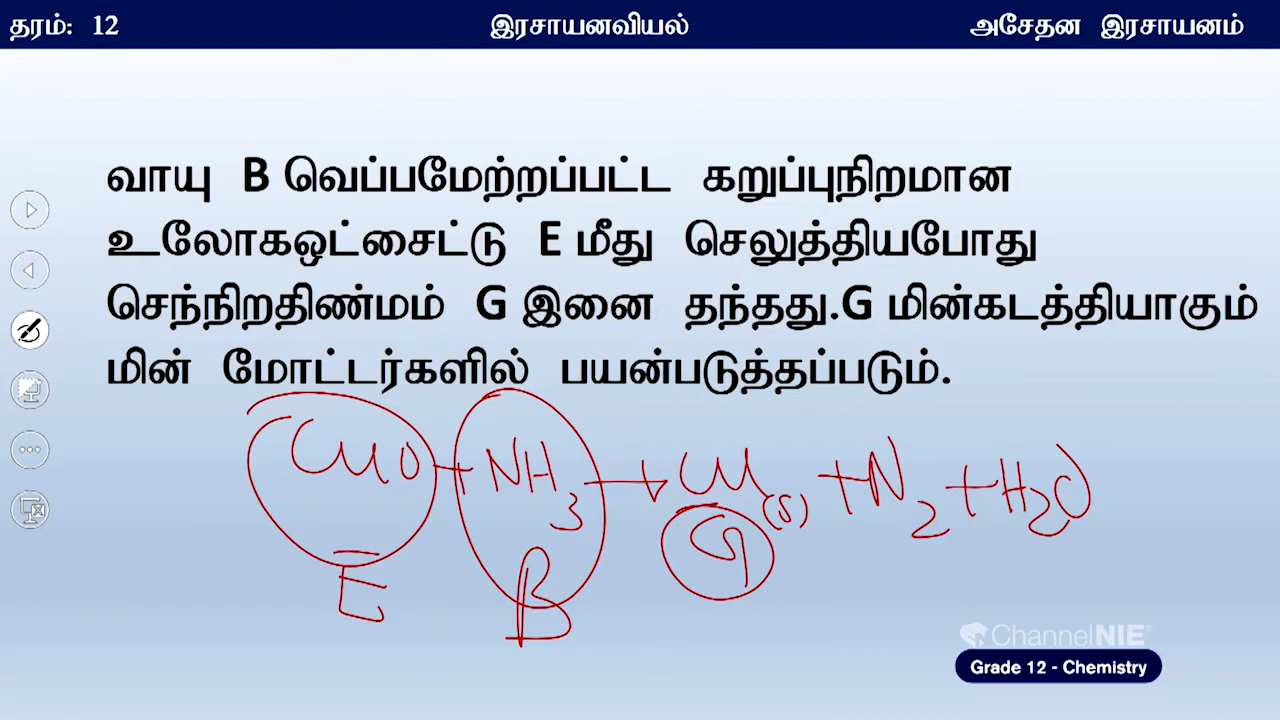 தரம்: 12 இரசாயனவியல் அசேதன இரசாயனம்
வாயு B வெப்பமேற்றப்பட்ட கறுப்புநிறமான
உலோகஒட்சைட்டு E மீது செலுத்தியபோது
செந்நிறதிண்மம் G இனை தந்தது.G மின்கடத்தியாகும்
மின் மோட்டர்களில் பயன்படுத்தப்படும்.
CuO + NH3 → Cu(s) + N2 + H2O
E B G
ChannelNIE
Grade 12 - Chemistry